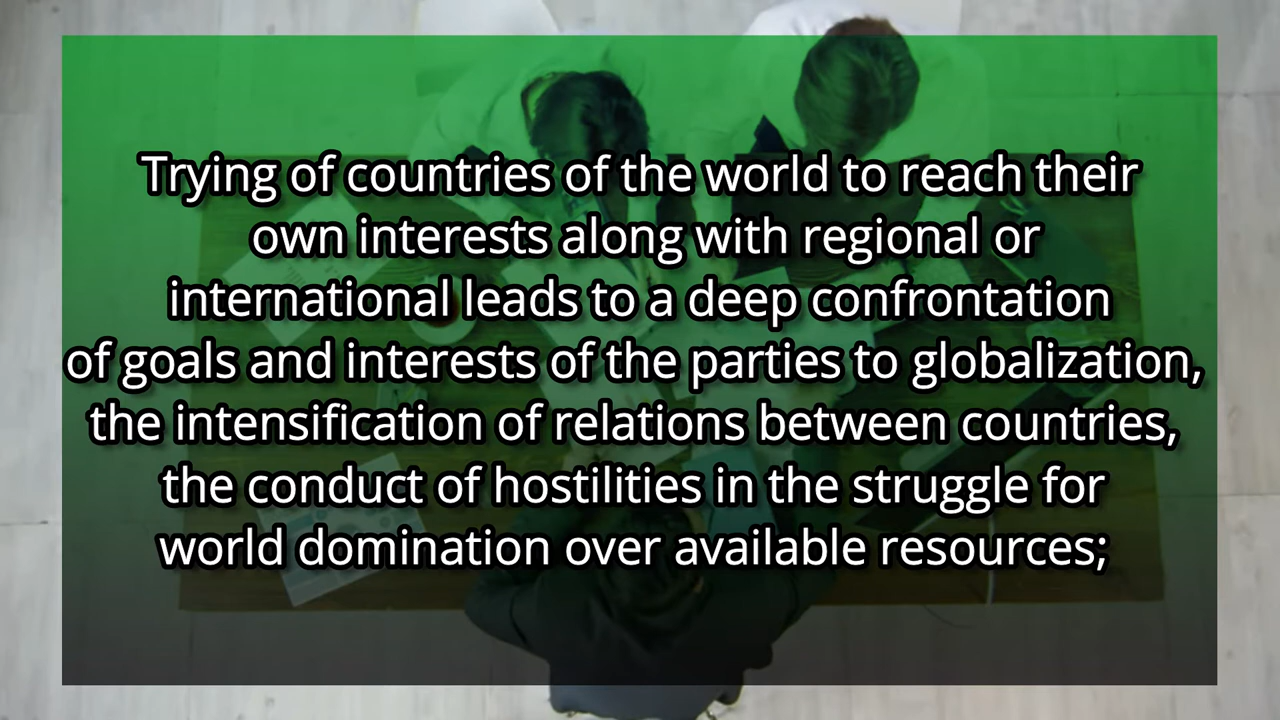 Trying of countries of the world to reach their
own interests along with regional or
international leads to a deep confrontation
of goals and interests of the parties to globalization,
the intensification of relations between countries,
the conduct of hostilities in the struggle for
world domination over available resources;